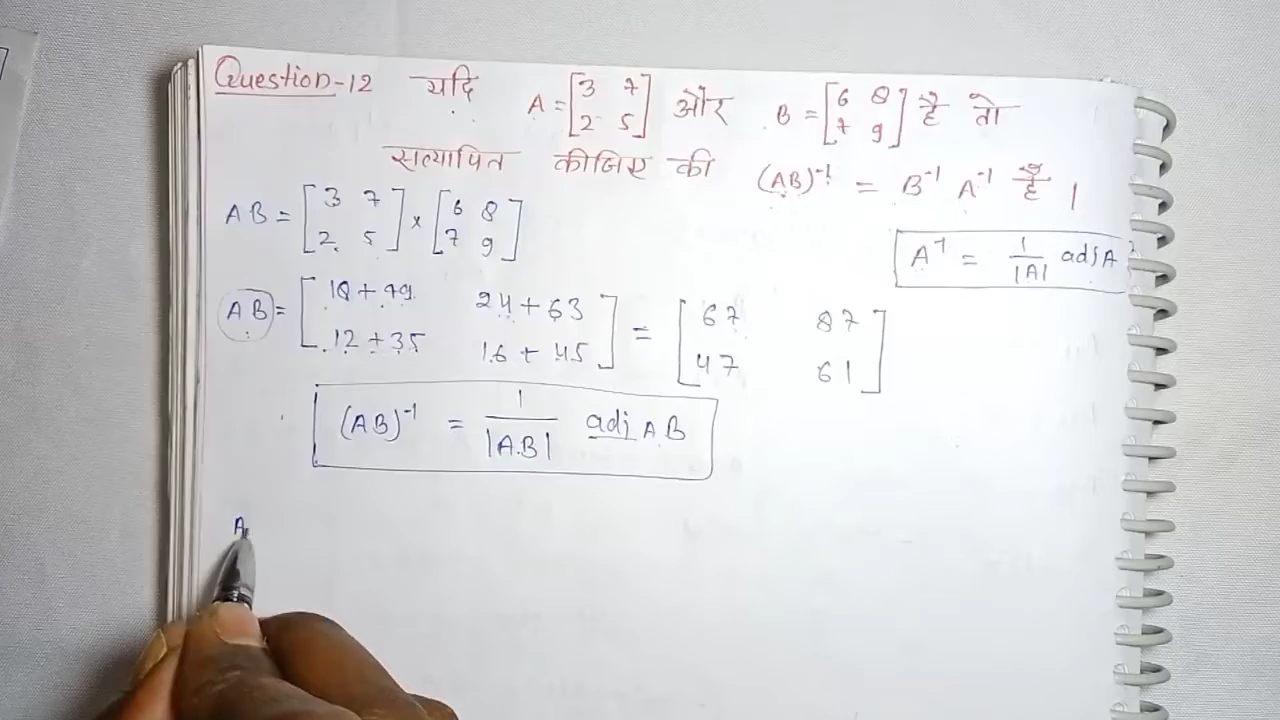 Question-12 यदि A = [3 7 2 5] और B = [6 8 7 9] है तो
सत्यापित कीजिए की (AB)⁻¹ = B⁻¹ A⁻¹ है |
AB = [3 7 2 5] × [6 8 7 9]
A⁻¹ = 1/|A| adj A
AB = [18+49 24+63 12+35 16+45] = [67 87 47 61]
(AB)⁻¹ = 1/|A.B| adj AB
A